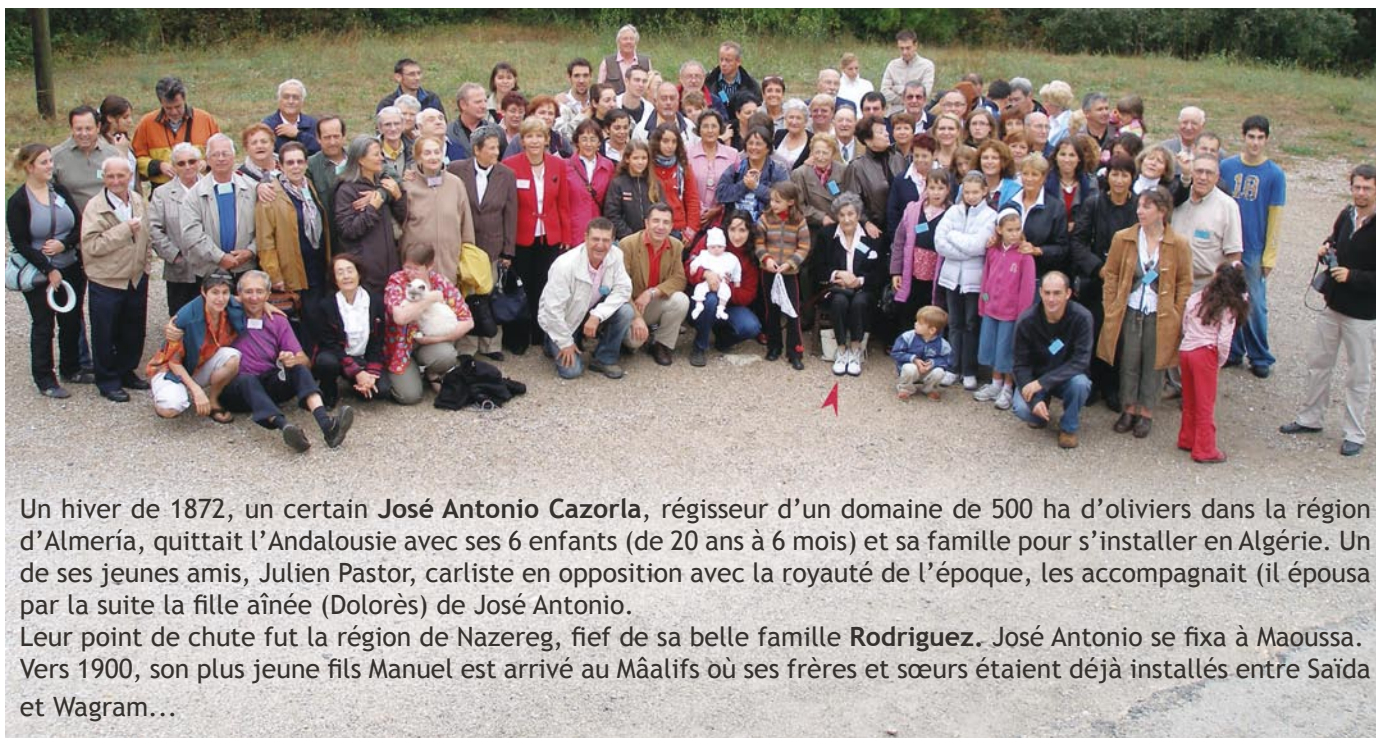 Un hiver de 1872, un certain José Antonio Cazorla, régisseur d'un domaine de 500 ha d'oliviers dans la région
d'Almería, quittait l'Andalousie avec ses 6 enfants (de 20 ans à 6 mois) et sa famille pour s'installer en Algérie. Un
de ses jeunes amis, Julien Pastor, carliste en opposition avec la royauté de l'époque, les accompagnait (il épousa
par la suite la fille aînée (Dolorès) de José Antonio.
Leur point de chute fut la région de Nazereg, fief de sa belle famille Rodriguez. José Antonio se fixa à Maoussa.
Vers 1900, son plus jeune fils Manuel est arrivé au Mâalifs où ses frères et sœurs étaient déjà installés entre Saïda
et Wagram...